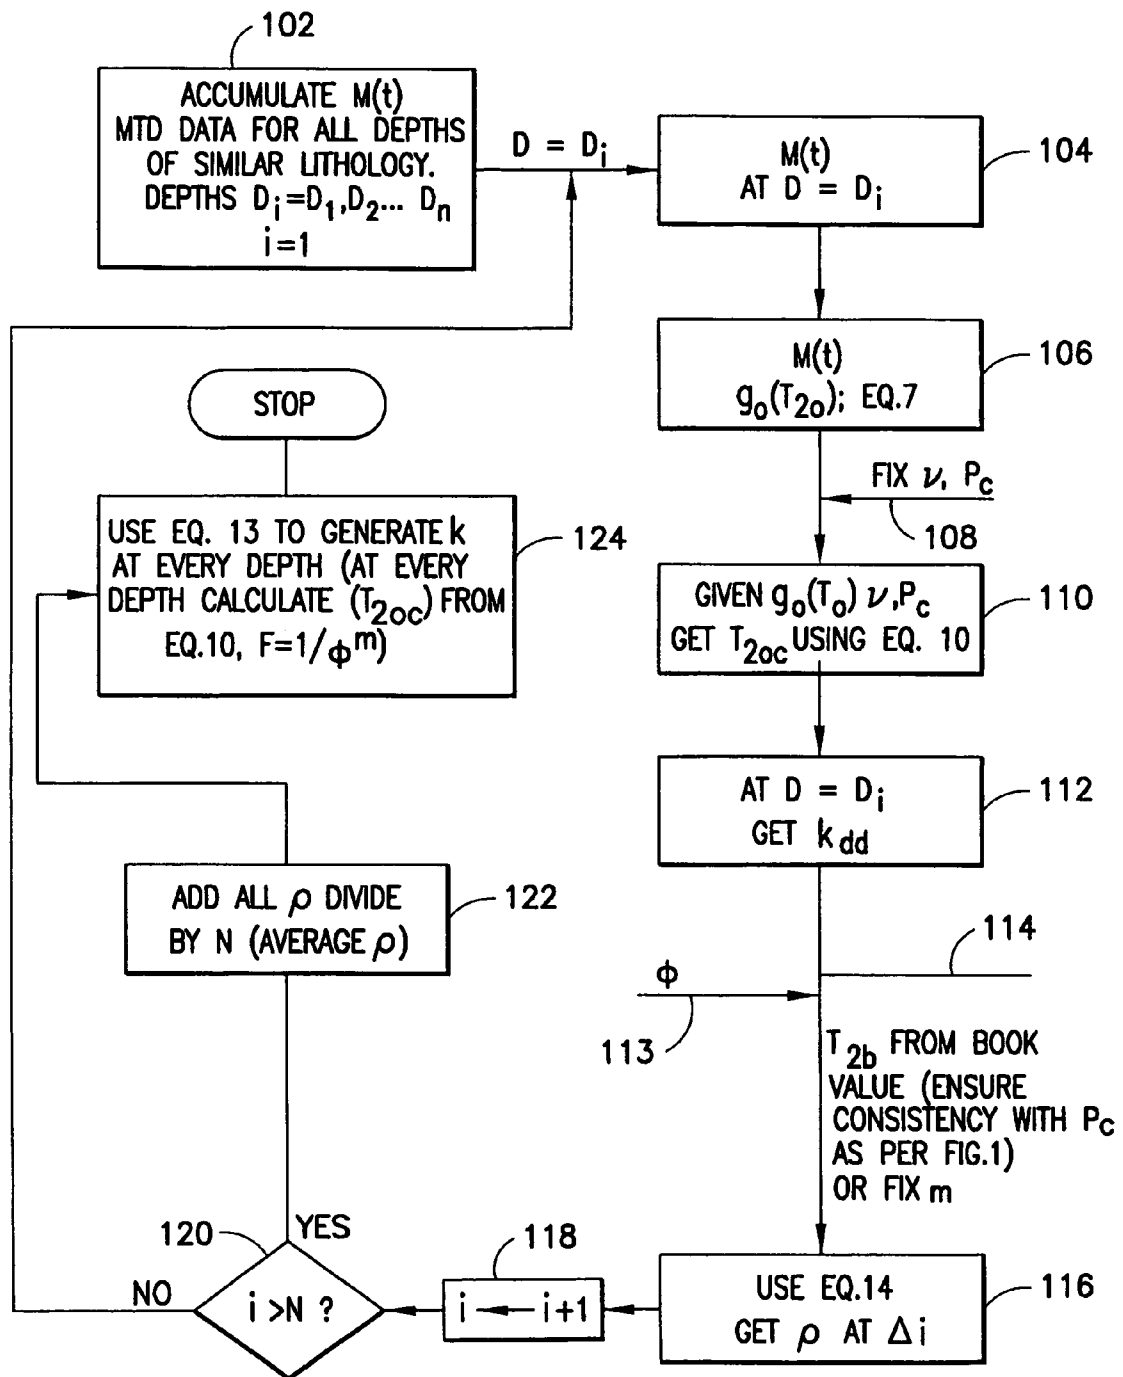 102
ACCUMULATE M(t)
MTD DATA FOR ALL DEPTHS
OF SIMILAR LITHOLOGY.
DEPTHS Di=D1,D2... Dn
i=1
D = Di
M(t)
AT D = Di
104
M(t)
go(T2o); EQ.7
106
FIX ν, Pc
108
GIVEN go(To) ν,Pc
GET T2oc USING EQ. 10
110
AT D = Di
GET kdd
112
114
ϕ
113
T2b FROM BOOK
VALUE (ENSURE
CONSISTENCY WITH Pc
AS PER FIG.1)
OR FIX m
USE EQ.14
GET ρ AT Δi
116
118
i ← i+1
120
i >N ?
YES
NO
ADD ALL ρ DIVIDE
BY N (AVERAGE ρ)
122
USE EQ. 13 TO GENERATE k
AT EVERY DEPTH (AT EVERY
DEPTH CALCULATE (T2oc) FROM
EQ.10, F=1/ϕ^m)
124
STOP